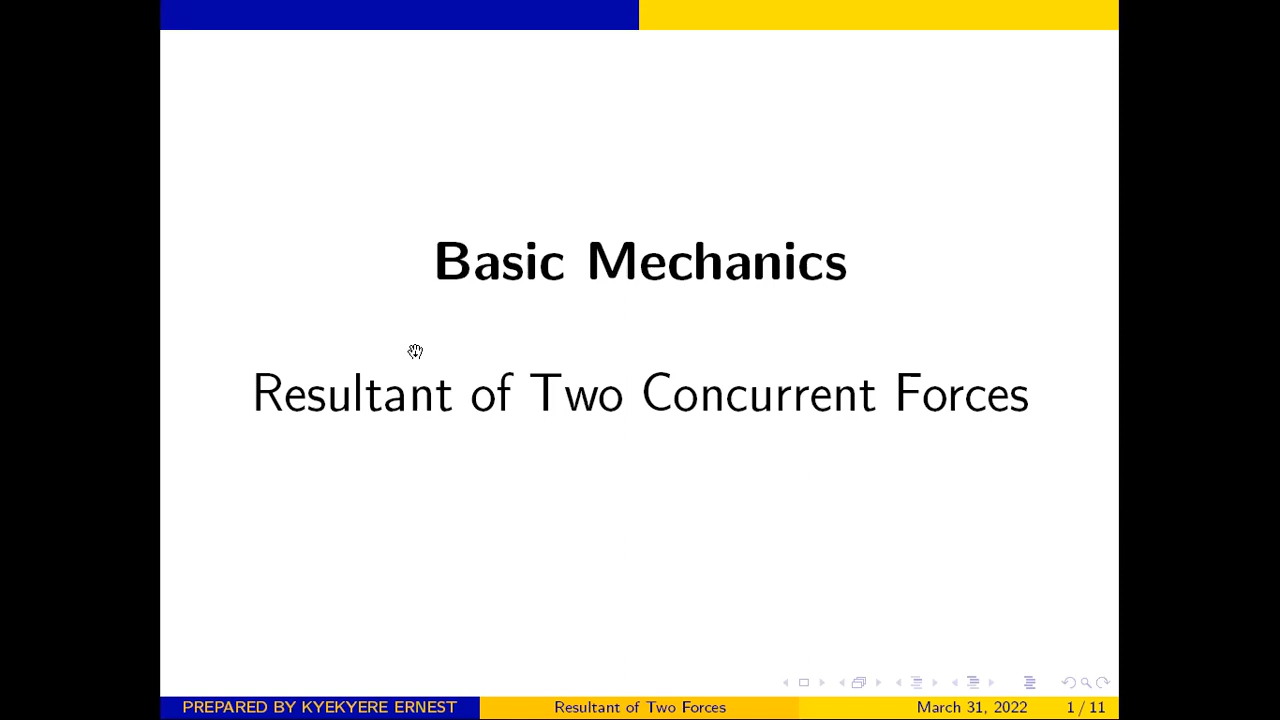 Basic Mechanics
Resultant of Two Concurrent Forces
PREPARED BY KYEKYERE ERNEST
Resultant of Two Forces
March 31, 2022
1 / 11